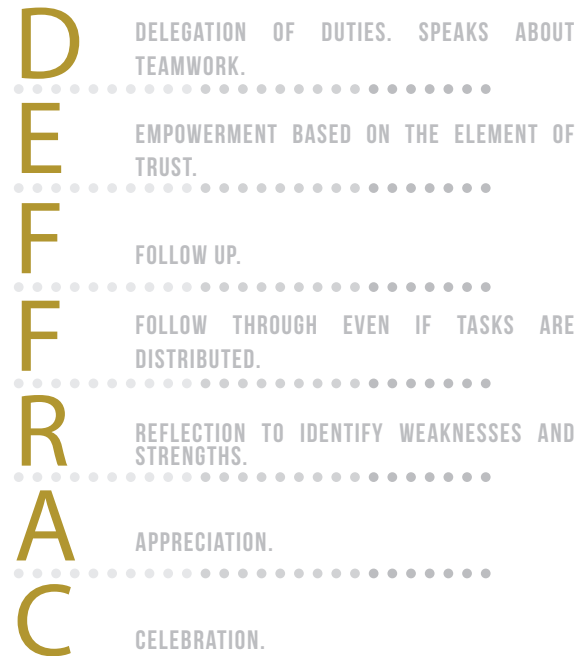 D DELEGATION OF DUTIES. SPEAKS ABOUT
TEAMWORK.
E EMPOWERMENT BASED ON THE ELEMENT OF
TRUST.
F FOLLOW UP.
F FOLLOW THROUGH EVEN IF TASKS ARE
DISTRIBUTED.
R REFLECTION TO IDENTIFY WEAKNESSES AND
STRENGTHS.
A APPRECIATION.
C CELEBRATION.